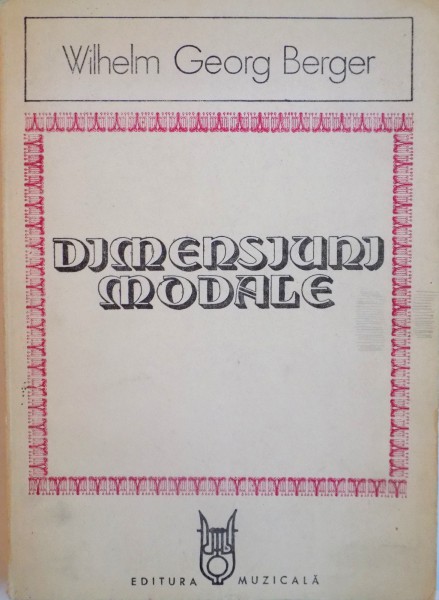 Wilhelm Georg Berger
DIMENSIUNI
MODALE
EDITURA MUZICALĂ